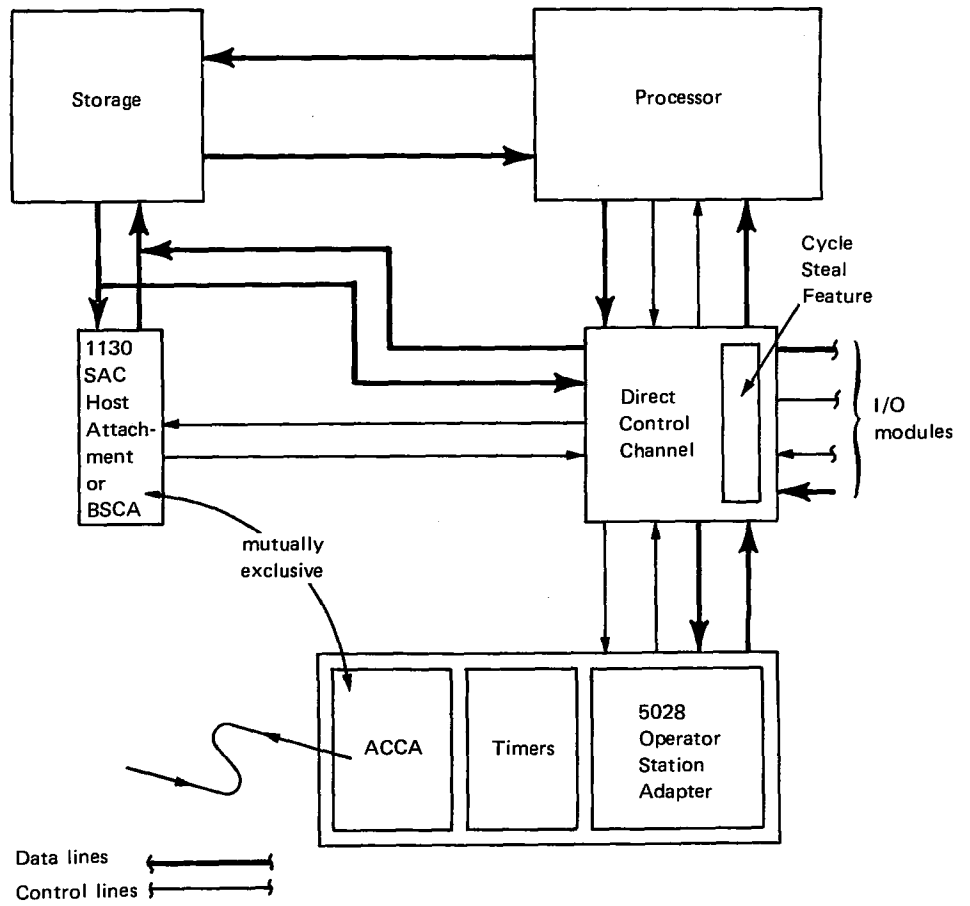 Storage
Processor
Cycle
Steal
Feature
1130
SAC
Host
Attach-
ment
or
BSCA
Direct
Control
Channel
I/O
modules
mutually
exclusive
ACCA
Timers
5028
Operator
Station
Adapter
Data lines
Control lines